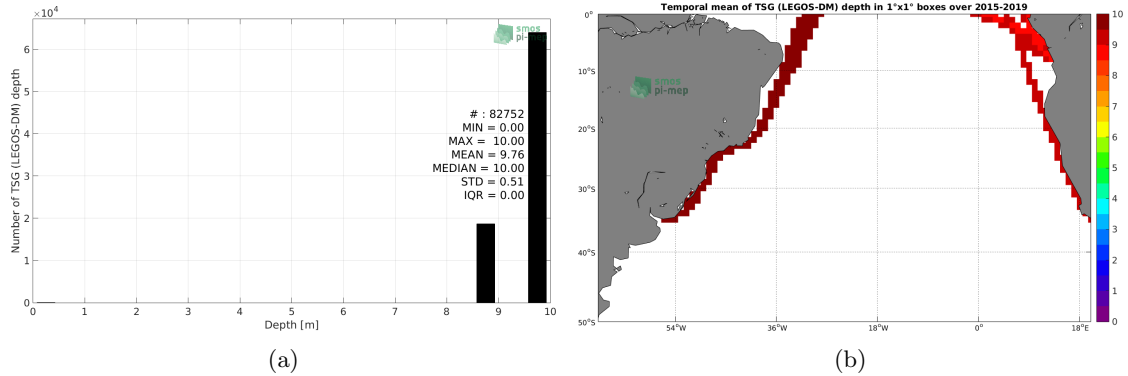 ×10⁴
smos
pi-mep
7
6
5
4
3
2
1
0
Number of TSG (LEGOS-DM) depth
# : 82752
MIN = 0.00
MAX = 10.00
MEAN = 9.76
MEDIAN = 10.00
STD = 0.51
IQR = 0.00
0 1 2 3 4 5 6 7 8 9 10
Depth [m]
(a)
Temporal mean of TSG (LEGOS-DM) depth in 1°x1° boxes over 2015-2019
smos
pi-mep
0°
10°S
20°S
30°S
40°S
50°S
54°W 36°W 18°W 0° 18°E
10
9
8
7
6
5
4
3
2
1
0
(b)